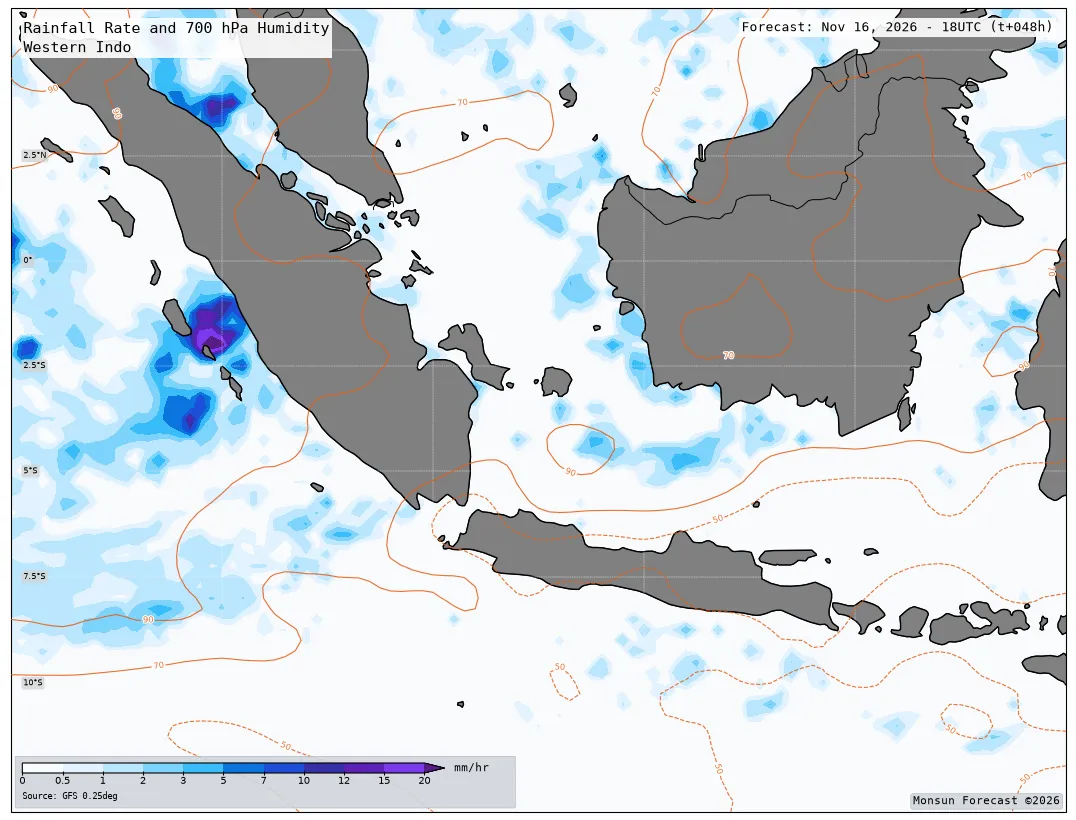 Rainfall Rate and 700 hPa Humidity
Western Indo
Forecast: Nov 16, 2026 - 18UTC (t+048h)
90
90
70
70
2.5°N
70
0°
70
2.5°S
70
90
5°S
90
50
7.5°S
90
70
50
10°S
50
50
50
50
0
0.5
1
2
3
5
7
10
12
15
20
mm/hr
Source: GFS 0.25deg
Monsun Forecast ©2026